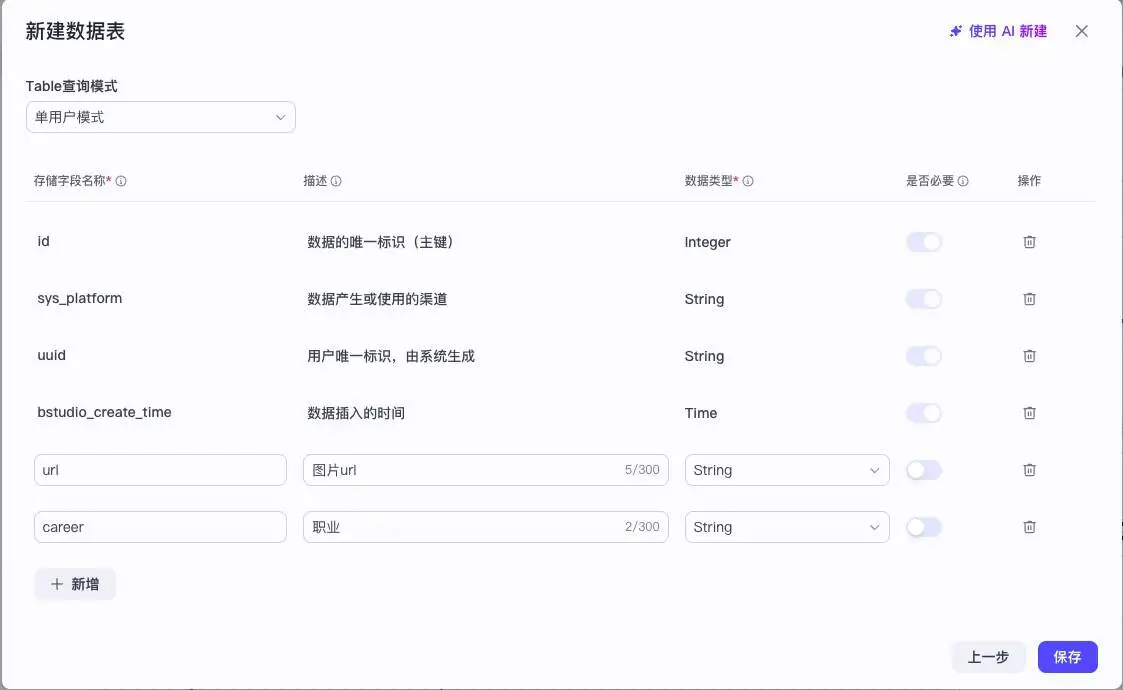 新建数据表
使用 AI 新建
Table查询模式
单用户模式
存储字段名称* 描述 数据类型* 是否必要 操作
id 数据的唯一标识（主键） Integer
sys_platform 数据产生或使用的渠道 String
uuid 用户唯一标识，由系统生成 String
bstudio_create_time 数据插入的时间 Time
url 图片url 5/300 String
career 职业 2/300 String
新增
上一步 保存